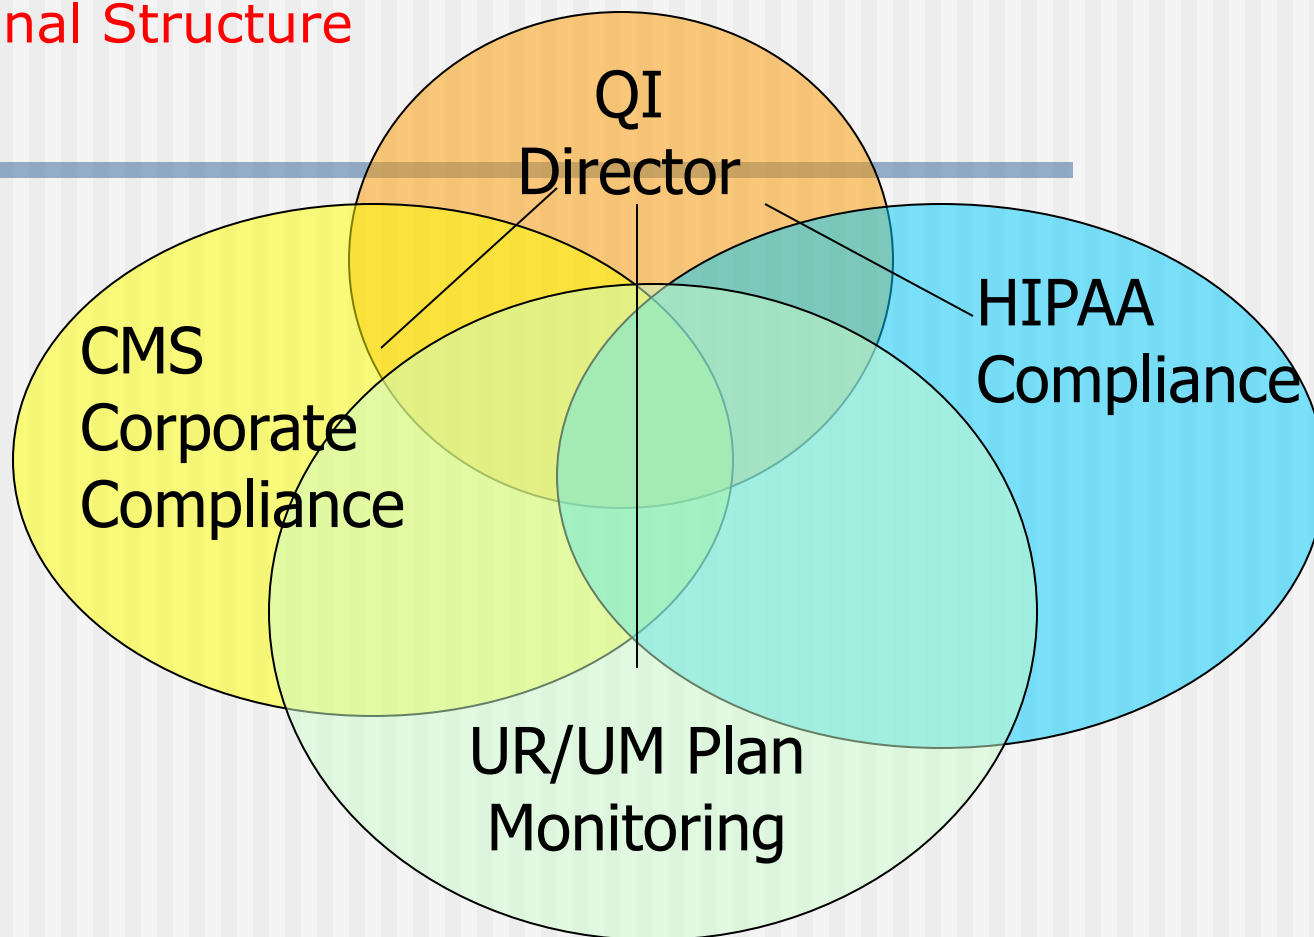 nal Structure
QI
Director
HIPAA
Compliance
CMS
Corporate
Compliance
UR/UM Plan
Monitoring